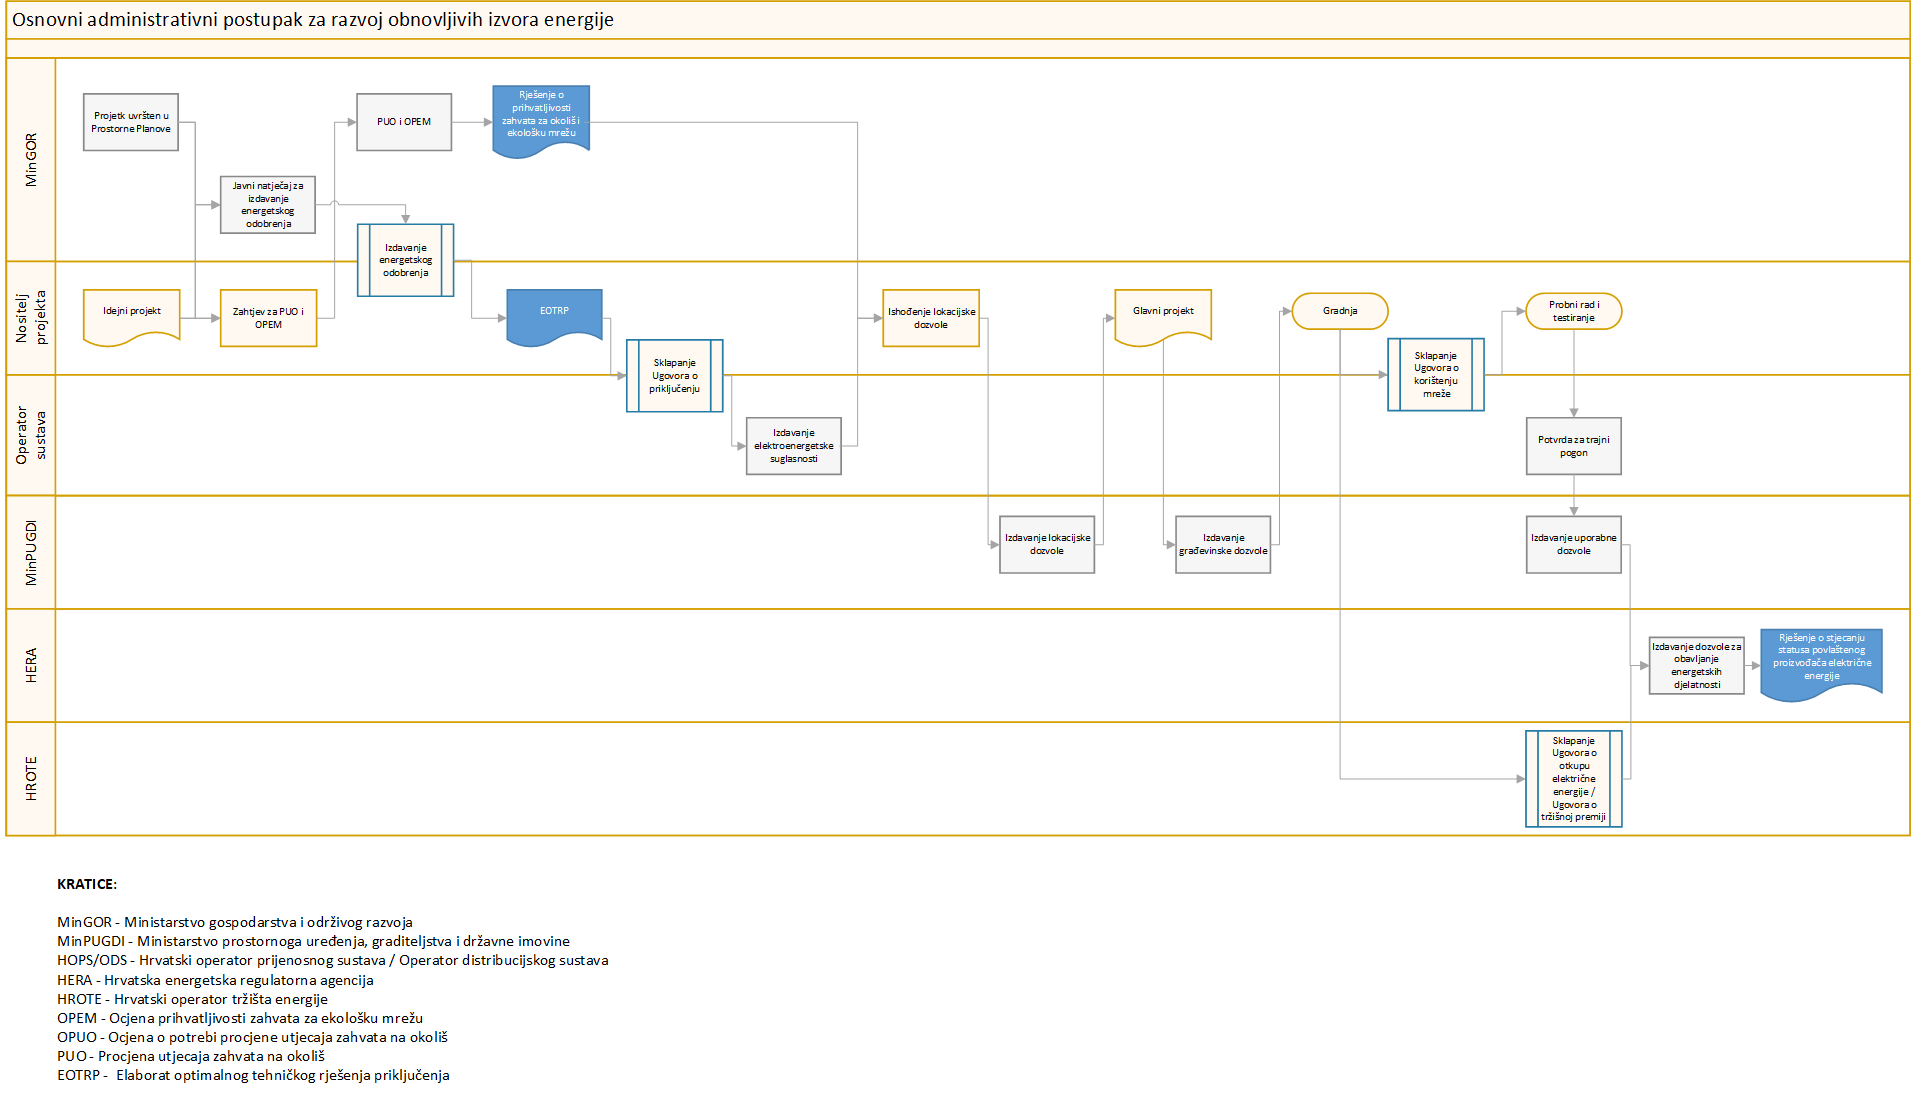 Osnovni administrativni postupak za razvoj obnovljivih izvora energije
MinGOR
Projetk uvršten u
Prostorne Planove
PUO i OPEM
Rješenje o
prihvatljivosti
zahvata za okoliš i
ekološku mrežu
Javni natječaj za
izdavanje
energetskog
odobrenja
Izdavanje
energetskog
odobrenja
Nositelj
projekta
Idejni projekt
Zahtjev za PUO i
OPEM
EOTRP
Sklapanje
Ugovora o
priključenju
Ishođenje lokacijske
dozvole
Glavni projekt
Gradnja
Sklapanje
Ugovora o
korištenju
mreže
Probni rad i
testiranje
Operator
sustava
Izdavanje
elektroenergetske
suglasnosti
Potvrda za trajni
pogon
MinPUGDI
Izdavanje lokacijske
dozvole
Izdavanje
građevinske dozvole
Izdavanje uporabne
dozvole
HERA
Izdavanje dozvole za
obavljanje
energetskih
djelatnosti
Rješenje o stjecanju
statusa povlaštenog
proizvođača električne
energije
HROTE
Sklapanje
Ugovora o
otkupu
električne
energije /
Ugovora o
tržišnoj premiji
KRATICE:
MinGOR - Ministarstvo gospodarstva i održivog razvoja
MinPUGDI - Ministarstvo prostornoga uređenja, graditeljstva i državne imovine
HOPS/ODS - Hrvatski operator prijenosnog sustava / Operator distribucijskog sustava
HERA - Hrvatska energetska regulatorna agencija
HROTE - Hrvatski operator tržišta energije
OPEM - Ocjena prihvatljivosti zahvata za ekološku mrežu
OPUO - Ocjena o potrebi procjene utjecaja zahvata na okoliš
PUO - Procjena utjecaja zahvata na okoliš
EOTRP -  Elaborat optimalnog tehničkog rješenja priključenja